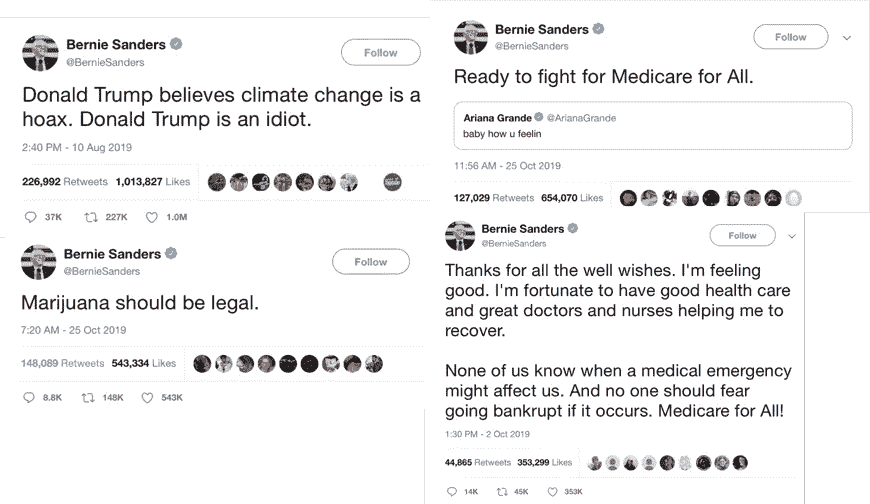 Bernie Sanders
@BernieSanders
Follow
Donald Trump believes climate change is a
hoax. Donald Trump is an idiot.
2:40 PM - 10 Aug 2019
226,992 Retweets 1,013,827 Likes
37K 227K 1.0M
Bernie Sanders
@BernieSanders
Follow
Marijuana should be legal.
7:20 AM - 25 Oct 2019
148,089 Retweets 543,334 Likes
8.8K 148K 543K
Bernie Sanders
@BernieSanders
Follow
Ready to fight for Medicare for All.
Ariana Grande @ArianaGrande
baby how u feelin
11:56 AM - 25 Oct 2019
127,029 Retweets 654,070 Likes
Bernie Sanders
@BernieSanders
Follow
Thanks for all the well wishes. I'm feeling
good. I'm fortunate to have good health care
and great doctors and nurses helping me to
recover.
None of us know when a medical emergency
might affect us. And no one should fear
going bankrupt if it occurs. Medicare for All!
1:30 PM - 2 Oct 2019
44,865 Retweets 353,299 Likes
14K 45K 353K